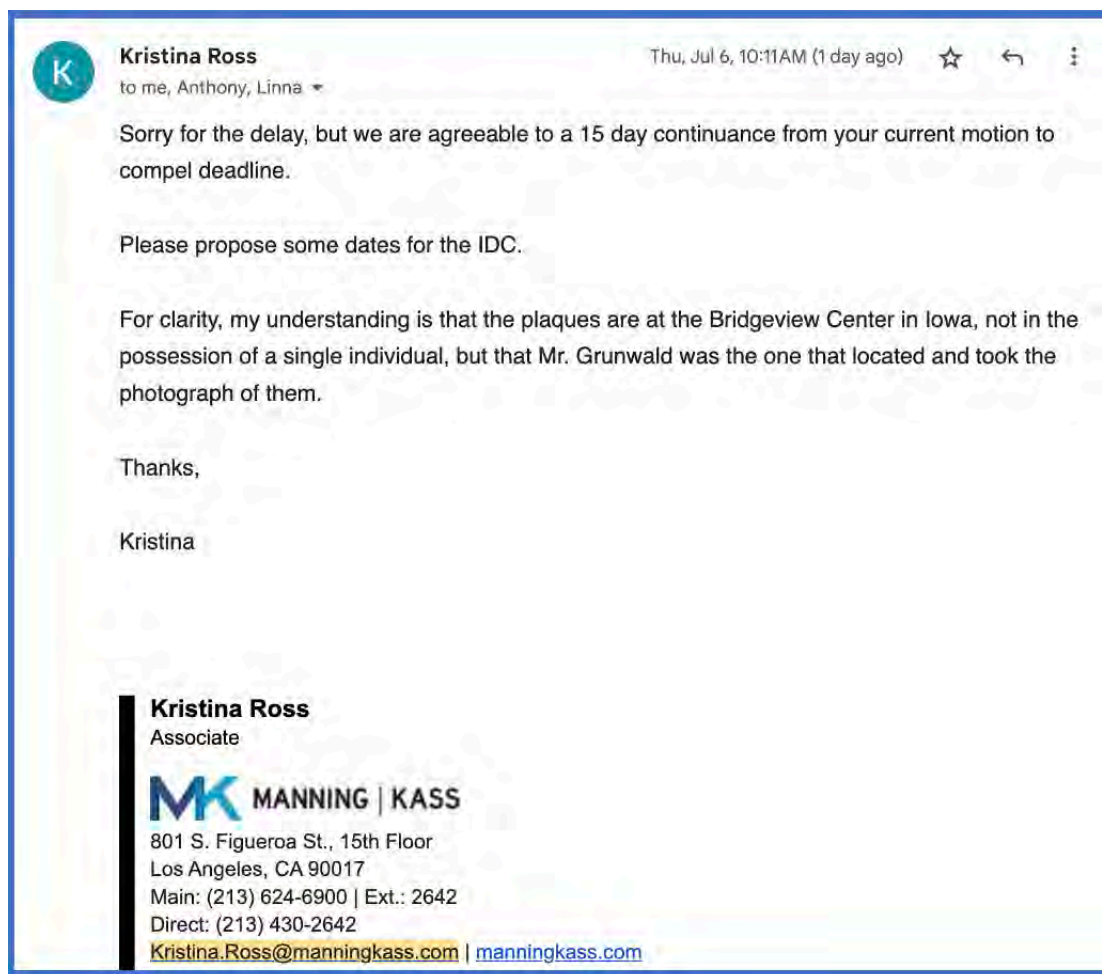 K
Kristina Ross
Thu, Jul 6, 10:11AM (1 day ago)
to me, Anthony, Linna
Sorry for the delay, but we are agreeable to a 15 day continuance from your current motion to
compel deadline.
Please propose some dates for the IDC.
For clarity, my understanding is that the plaques are at the Bridgeview Center in Iowa, not in the
possession of a single individual, but that Mr. Grunwald was the one that located and took the
photograph of them.
Thanks,
Kristina
Kristina Ross
Associate
MK MANNING | KASS
801 S. Figueroa St., 15th Floor
Los Angeles, CA 90017
Main: (213) 624-6900 | Ext.: 2642
Direct: (213) 430-2642
Kristina.Ross@manningkass.com | manningkass.com